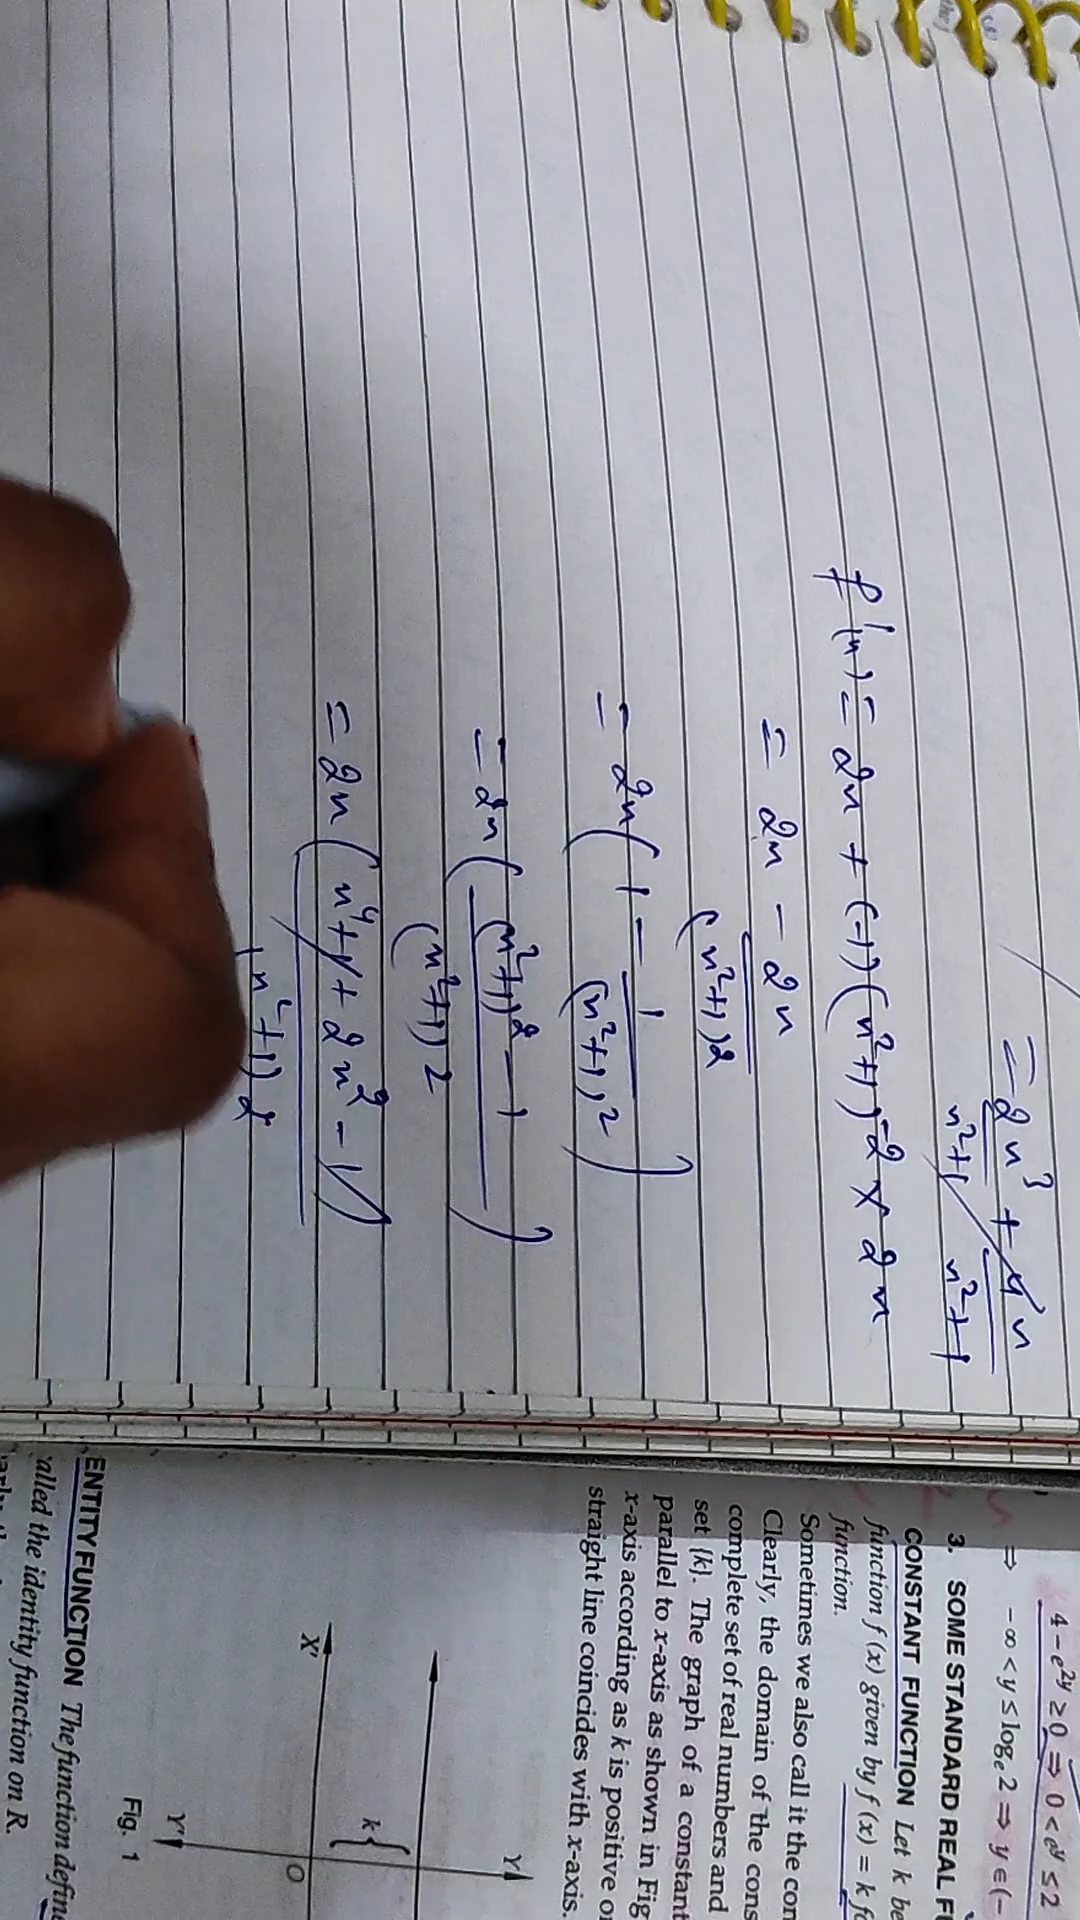 = 2x³ + 4x
x²+1 x²+1
f'(x) = 2x + (-1)(x²+1)⁻² × 2x
= 2x - 2x
(x²+1)2
= 2x(1 - 1
(x²+1)²)
= 2x((x²+1)² - 1)
(x²+1)2
= 2x(x⁴+1+2x²-1)
x²+1)2
4 − e²ʸ ≥ 0 ⇒ 0 < eʸ ≤ 2
⇒ −∞ < y ≤ logₑ 2 ⇒ y ∈ (−
3. SOME STANDARD REAL
CONSTANT FUNCTION Let k be
function f (x) given by f (x) = k
function.
Sometimes we also call it the
Clearly, the domain of the
complete set of real numbers and
set {k}. The graph of a constant
parallel to x-axis as shown in Fig
x-axis according as k is positive
straight line coincides with x-axis.
Y
k
X'
O
Y'
Fig. 1
ENTITY FUNCTION The function
alled the identity function on R.